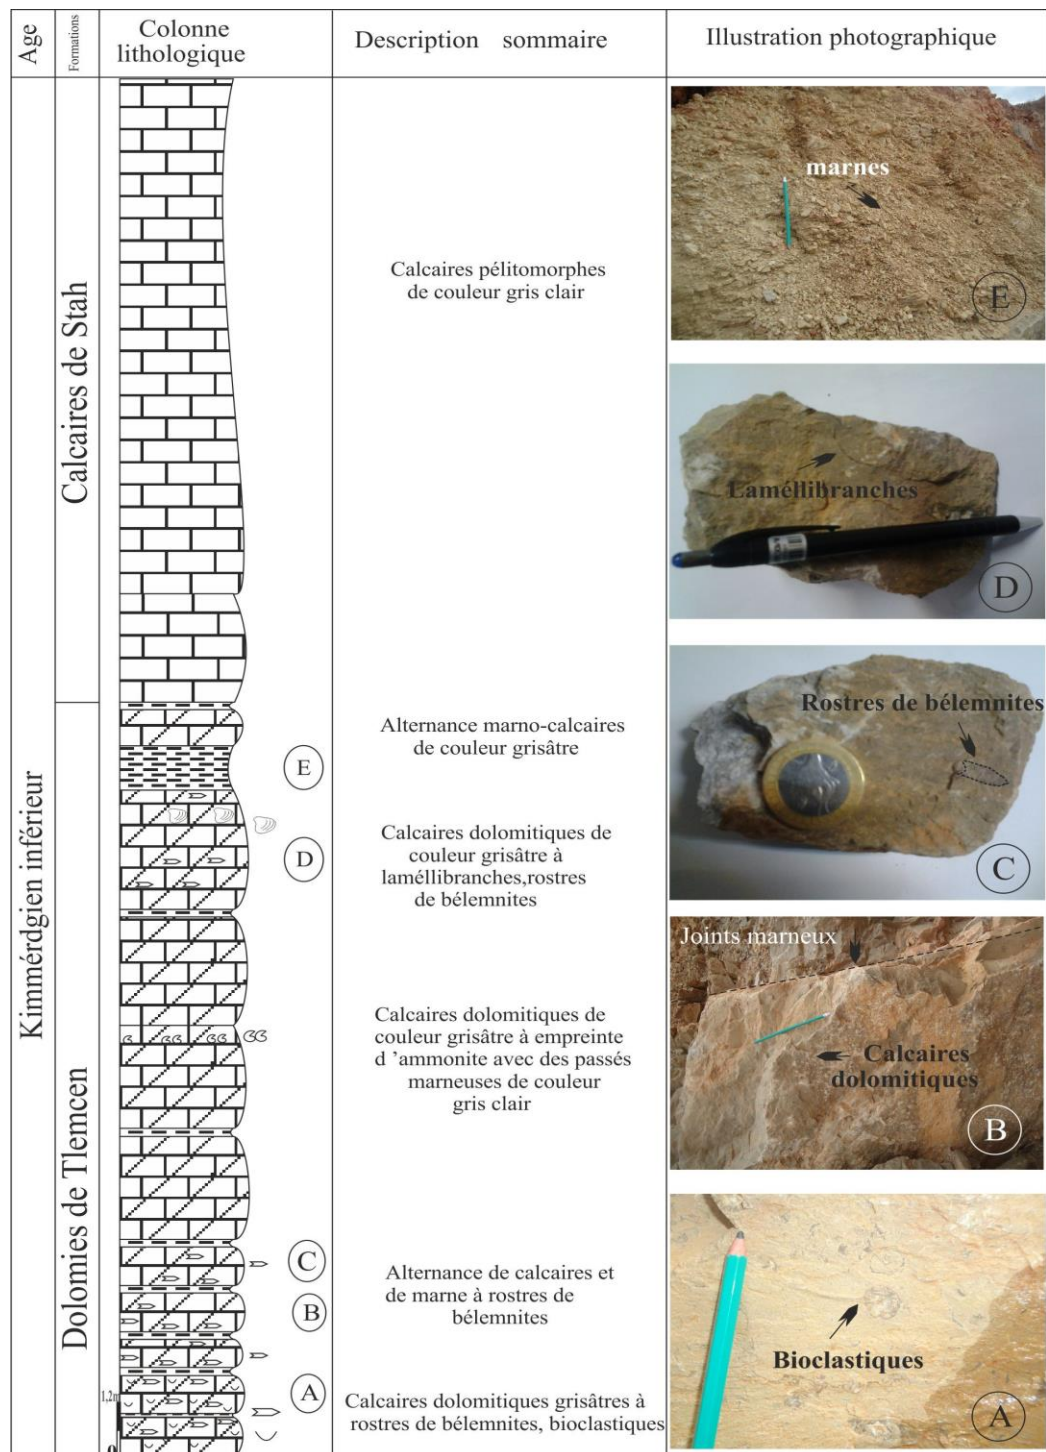 Age
Formations
Colonne
lithologique
Description sommaire
Illustration photographique
Kimmérdgien inférieur
Calcaires de Stah
Dolomies de Tlemcen
Calcaires pélitomorphes
de couleur gris clair
Alternance marno-calcaires
de couleur grisâtre
Calcaires dolomitiques de
couleur grisâtre à
laméllibranches,rostres
de bélemnites
Calcaires dolomitiques de
couleur grisâtre à empreinte
d ’ammonite avec des passés
marneuses de couleur
gris clair
Alternance de calcaires et
de marne à rostres de
bélemnites
Calcaires dolomitiques grisâtres à
rostres de bélemnites, bioclastiques
E
D
C
B
A
1,2m
0
marnes
E
Laméllibranches
D
Rostres de bélemnites
C
Joints marneux
Calcaires
dolomitiques
B
Bioclastiques
A